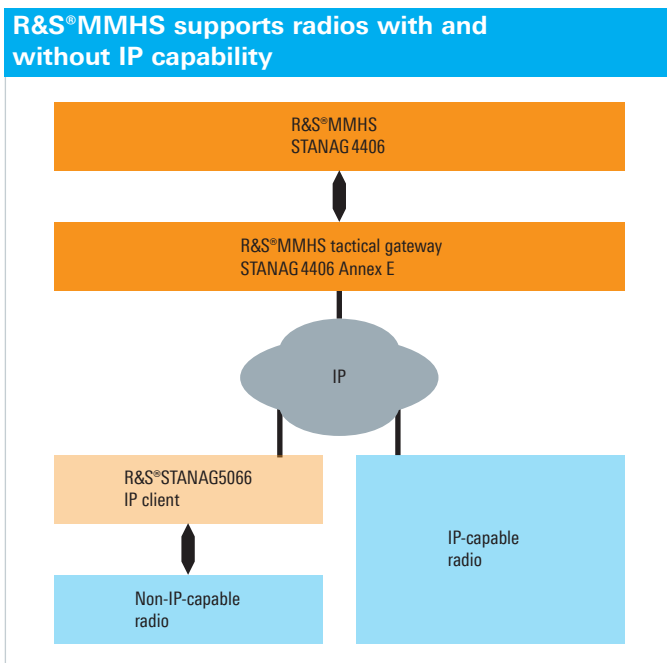 R&S®MMHS supports radios with and
without IP capability
R&S®MMHS
STANAG 4406
R&S®MMHS tactical gateway
STANAG 4406 Annex E
IP
R&S®STANAG5066
IP client
IP-capable
radio
Non-IP-capable
radio